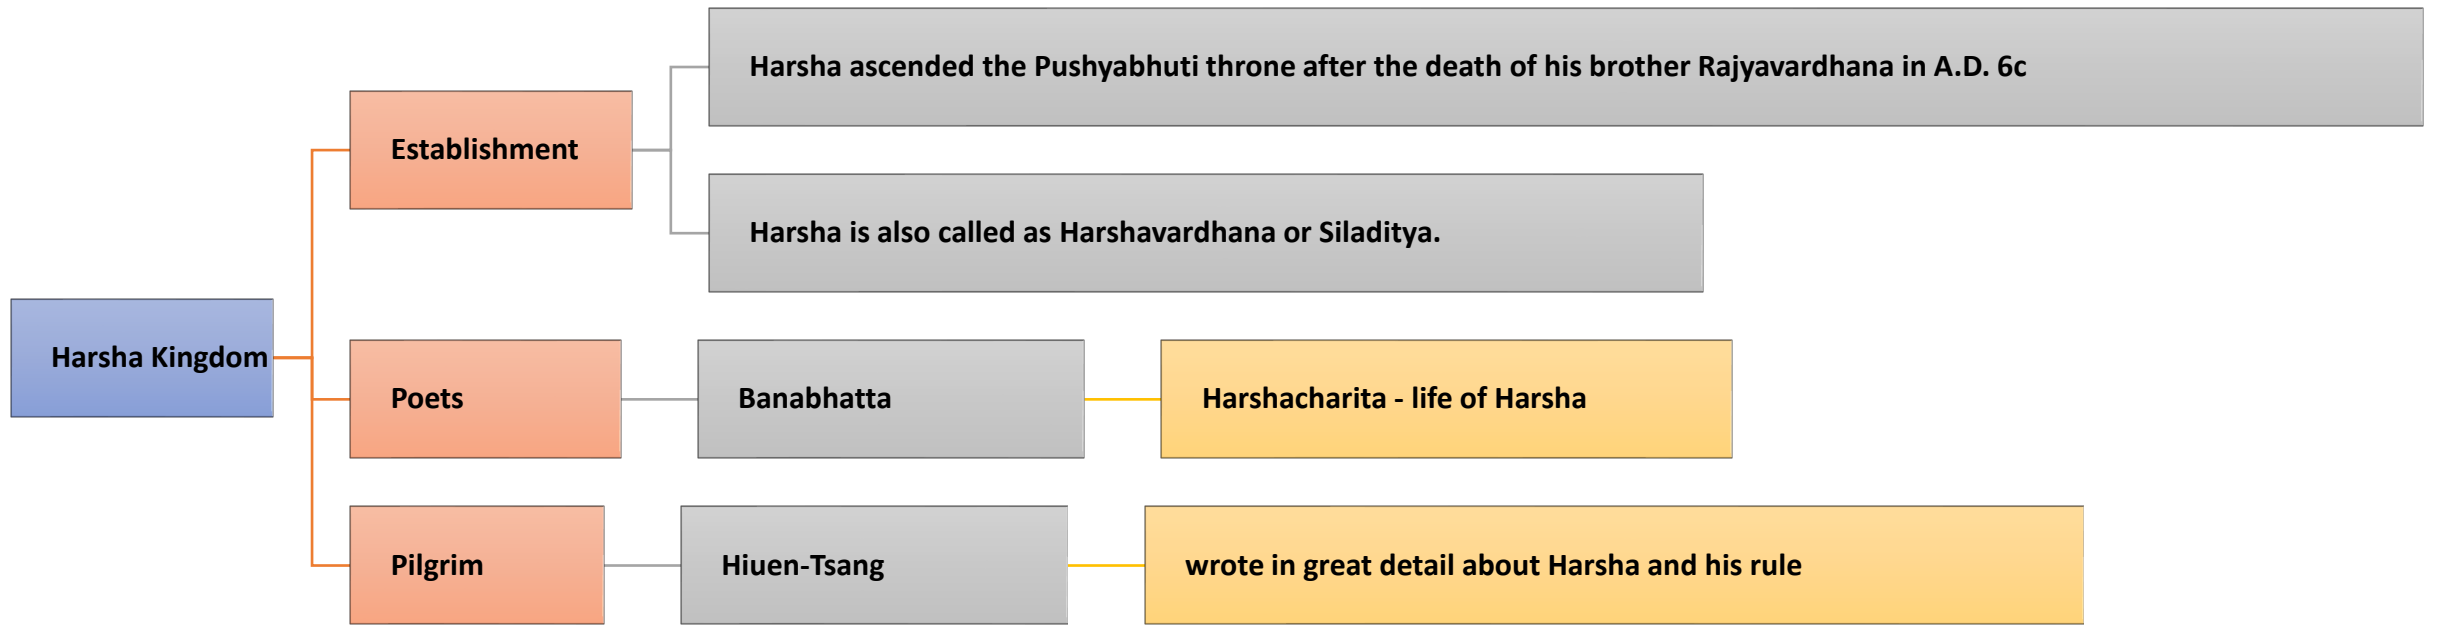 Harsha Kingdom
Establishment
Harsha ascended the Pushyabhuti throne after the death of his brother Rajyavardhana in A.D. 6c
Harsha is also called as Harshavardhana or Siladitya.
Poets
Banabhatta
Harshacharita - life of Harsha
Pilgrim
Hiuen-Tsang
wrote in great detail about Harsha and his rule